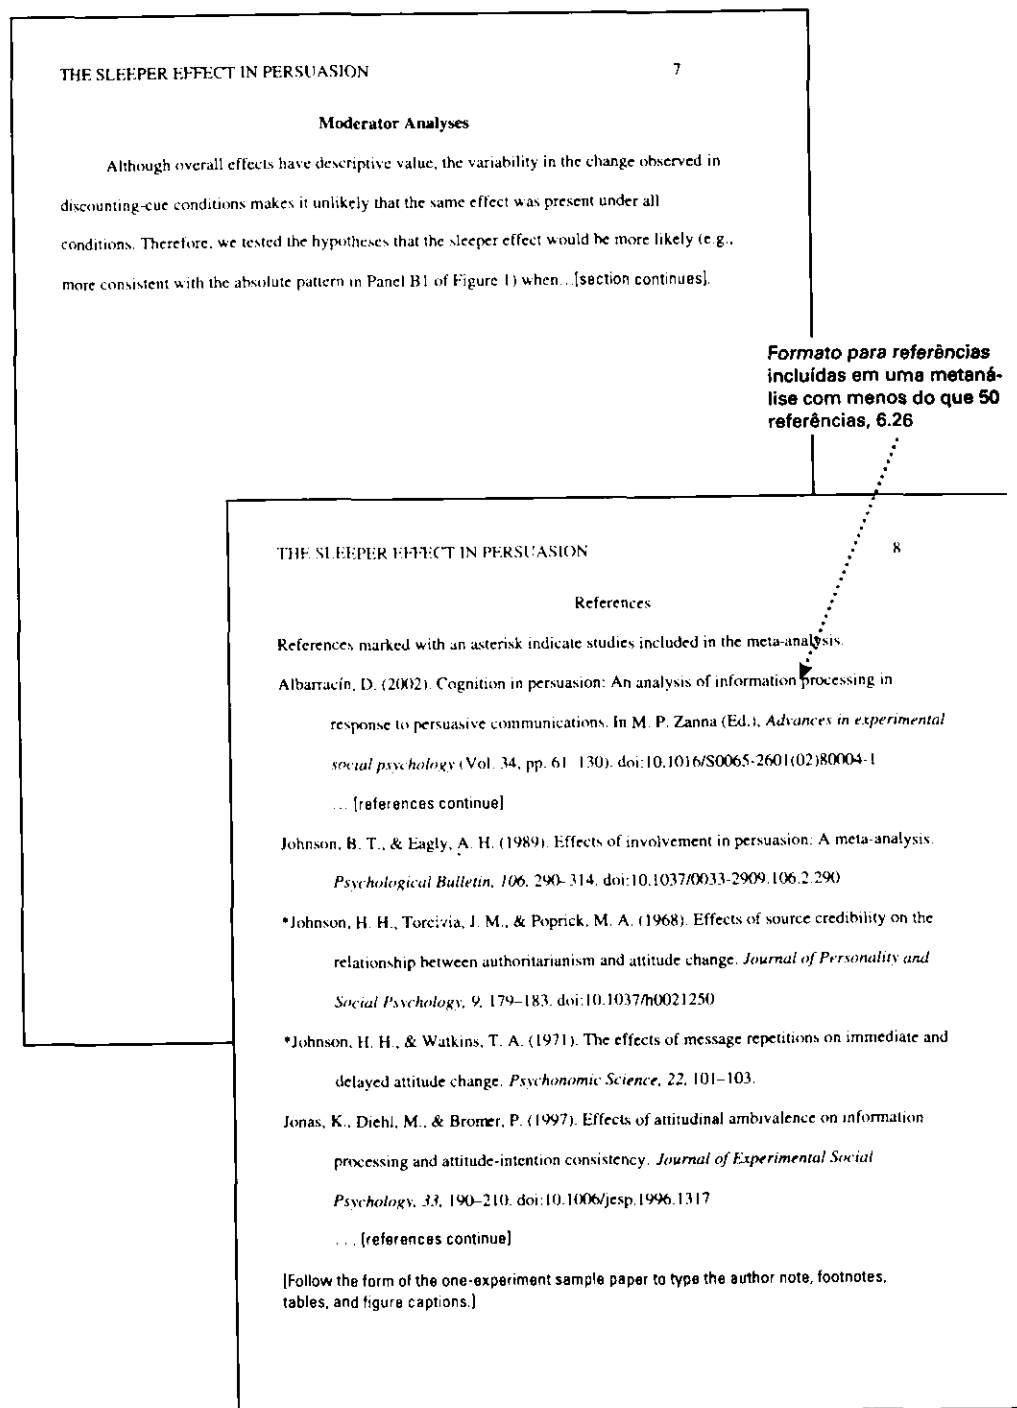 THE SLEEPER EFFECT IN PERSUASION 7
Moderator Analyses
Although overall effects have descriptive value, the variability in the change observed in
discounting-cue conditions makes it unlikely that the same effect was present under all
conditions. Therefore, we tested the hypotheses that the sleeper effect would be more likely (e.g.,
more consistent with the absolute pattern in Panel B1 of Figure 1) when...[section continues].
Formato para referências
incluídas em uma metaná-
lise com menos do que 50
referências, 6.26
THE SLEEPER EFFECT IN PERSUASION 8
References
References marked with an asterisk indicate studies included in the meta-analysis.
Albarracín, D. (2002). Cognition in persuasion: An analysis of information processing in
response to persuasive communications. In M. P. Zanna (Ed.), Advances in experimental
social psychology (Vol. 34, pp. 61–130). doi:10.1016/S0065-2601(02)80004-1
... [references continue]
Johnson, B. T., & Eagly, A. H. (1989). Effects of involvement in persuasion: A meta-analysis.
Psychological Bulletin, 106, 290–314. doi:10.1037/0033-2909.106.2.290
*Johnson, H. H., Torcivia, J. M., & Poprick, M. A. (1968). Effects of source credibility on the
relationship between authoritarianism and attitude change. Journal of Personality and
Social Psychology, 9, 179–183. doi:10.1037/h0021250
*Johnson, H. H., & Watkins, T. A. (1971). The effects of message repetitions on immediate and
delayed attitude change. Psychonomic Science, 22, 101–103.
Jonas, K., Diehl, M., & Bromer, P. (1997). Effects of attitudinal ambivalence on information
processing and attitude-intention consistency. Journal of Experimental Social
Psychology, 33, 190–210. doi:10.1006/jesp.1996.1317
. . . [references continue]
[Follow the form of the one-experiment sample paper to type the author note, footnotes,
tables, and figure captions.]